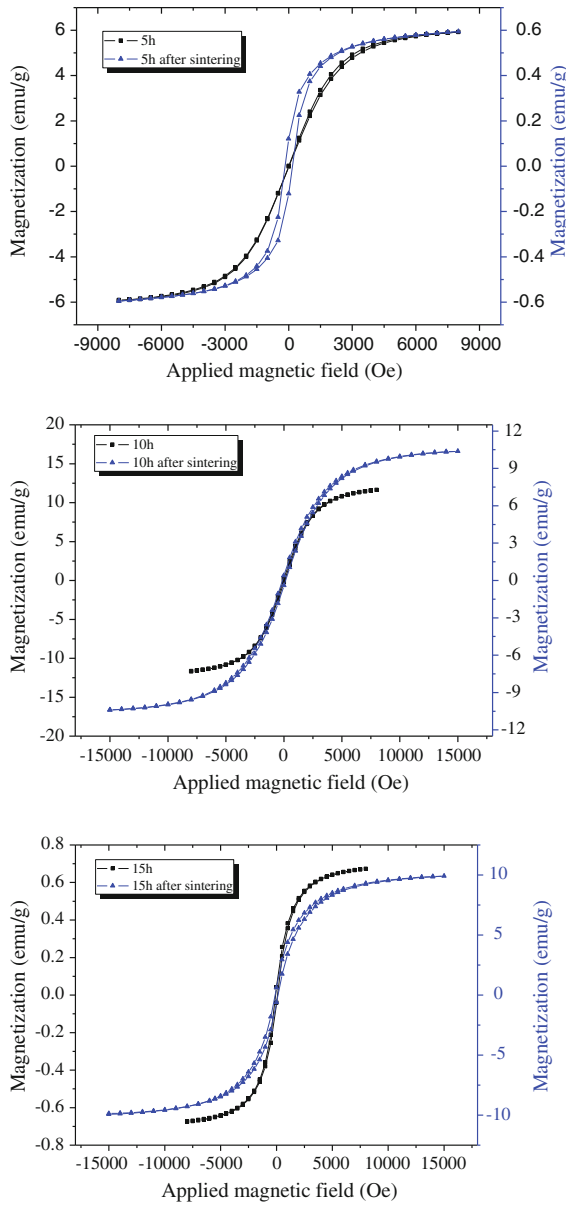 5h
5h after sintering
6
4
2
0
-2
-4
-6
Magnetization (emu/g)
0.6
0.4
0.2
0.0
-0.2
-0.4
-0.6
Magnetization (emu/g)
-9000 -6000 -3000 0 3000 6000 9000
Applied magnetic field (Oe)
10h
10h after sintering
20
15
10
5
0
-5
-10
-15
-20
Magnetization (emu/g)
12
9
6
3
0
-3
-6
-9
-12
Magnetization (emu/g)
-15000 -10000 -5000 0 5000 10000 15000
Applied magnetic field (Oe)
15h
15h after sintering
0.8
0.6
0.4
0.2
0.0
-0.2
-0.4
-0.6
-0.8
Magnetization (emu/g)
10
5
0
-5
-10
Magnetization (emu/g)
-15000 -10000 -5000 0 5000 10000 15000
Applied magnetic field (Oe)